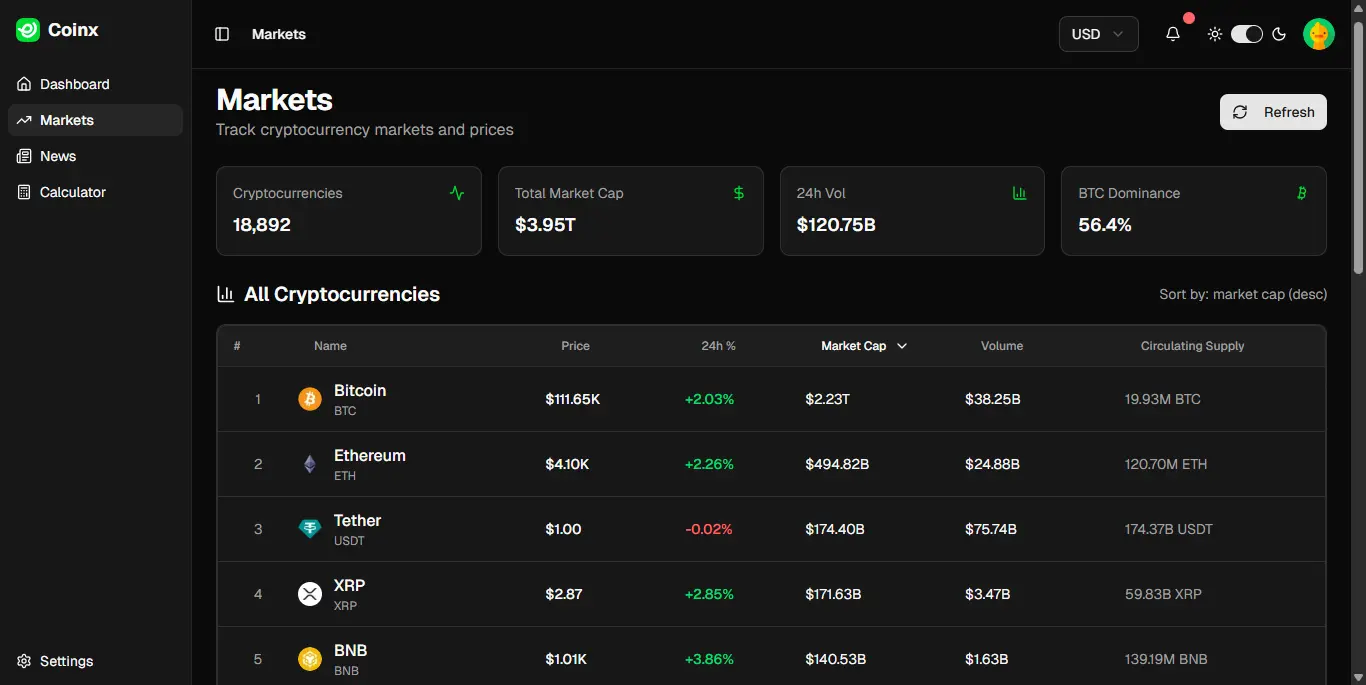 Coinx
Markets
USD
Dashboard
Markets
News
Calculator
Settings
Markets
Track cryptocurrency markets and prices
Refresh
Cryptocurrencies
18,892
Total Market Cap
$3.95T
24h Vol
$120.75B
BTC Dominance
56.4%
All Cryptocurrencies
Sort by: market cap (desc)
# Name Price 24h % Market Cap Volume Circulating Supply
1 Bitcoin BTC $111.65K +2.03% $2.23T $38.25B 19.93M BTC
2 Ethereum ETH $4.10K +2.26% $494.82B $24.88B 120.70M ETH
3 Tether USDT $1.00 -0.02% $174.40B $75.74B 174.37B USDT
4 XRP XRP $2.87 +2.85% $171.63B $3.47B 59.83B XRP
5 BNB BNB $1.01K +3.86% $140.53B $1.63B 139.19M BNB